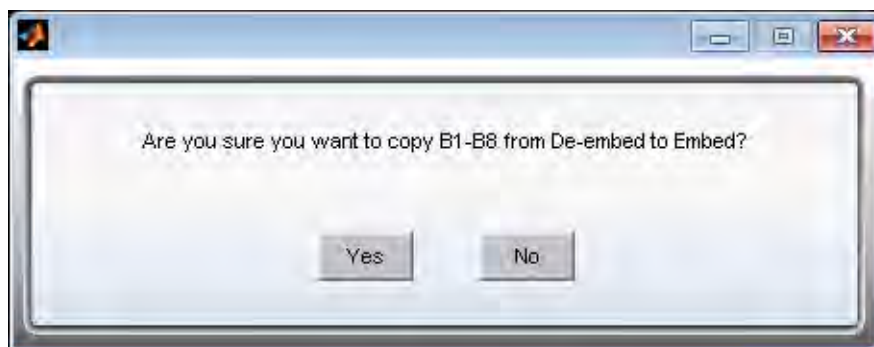 Are you sure you want to copy B1-B8 from De-embed to Embed?
Yes No